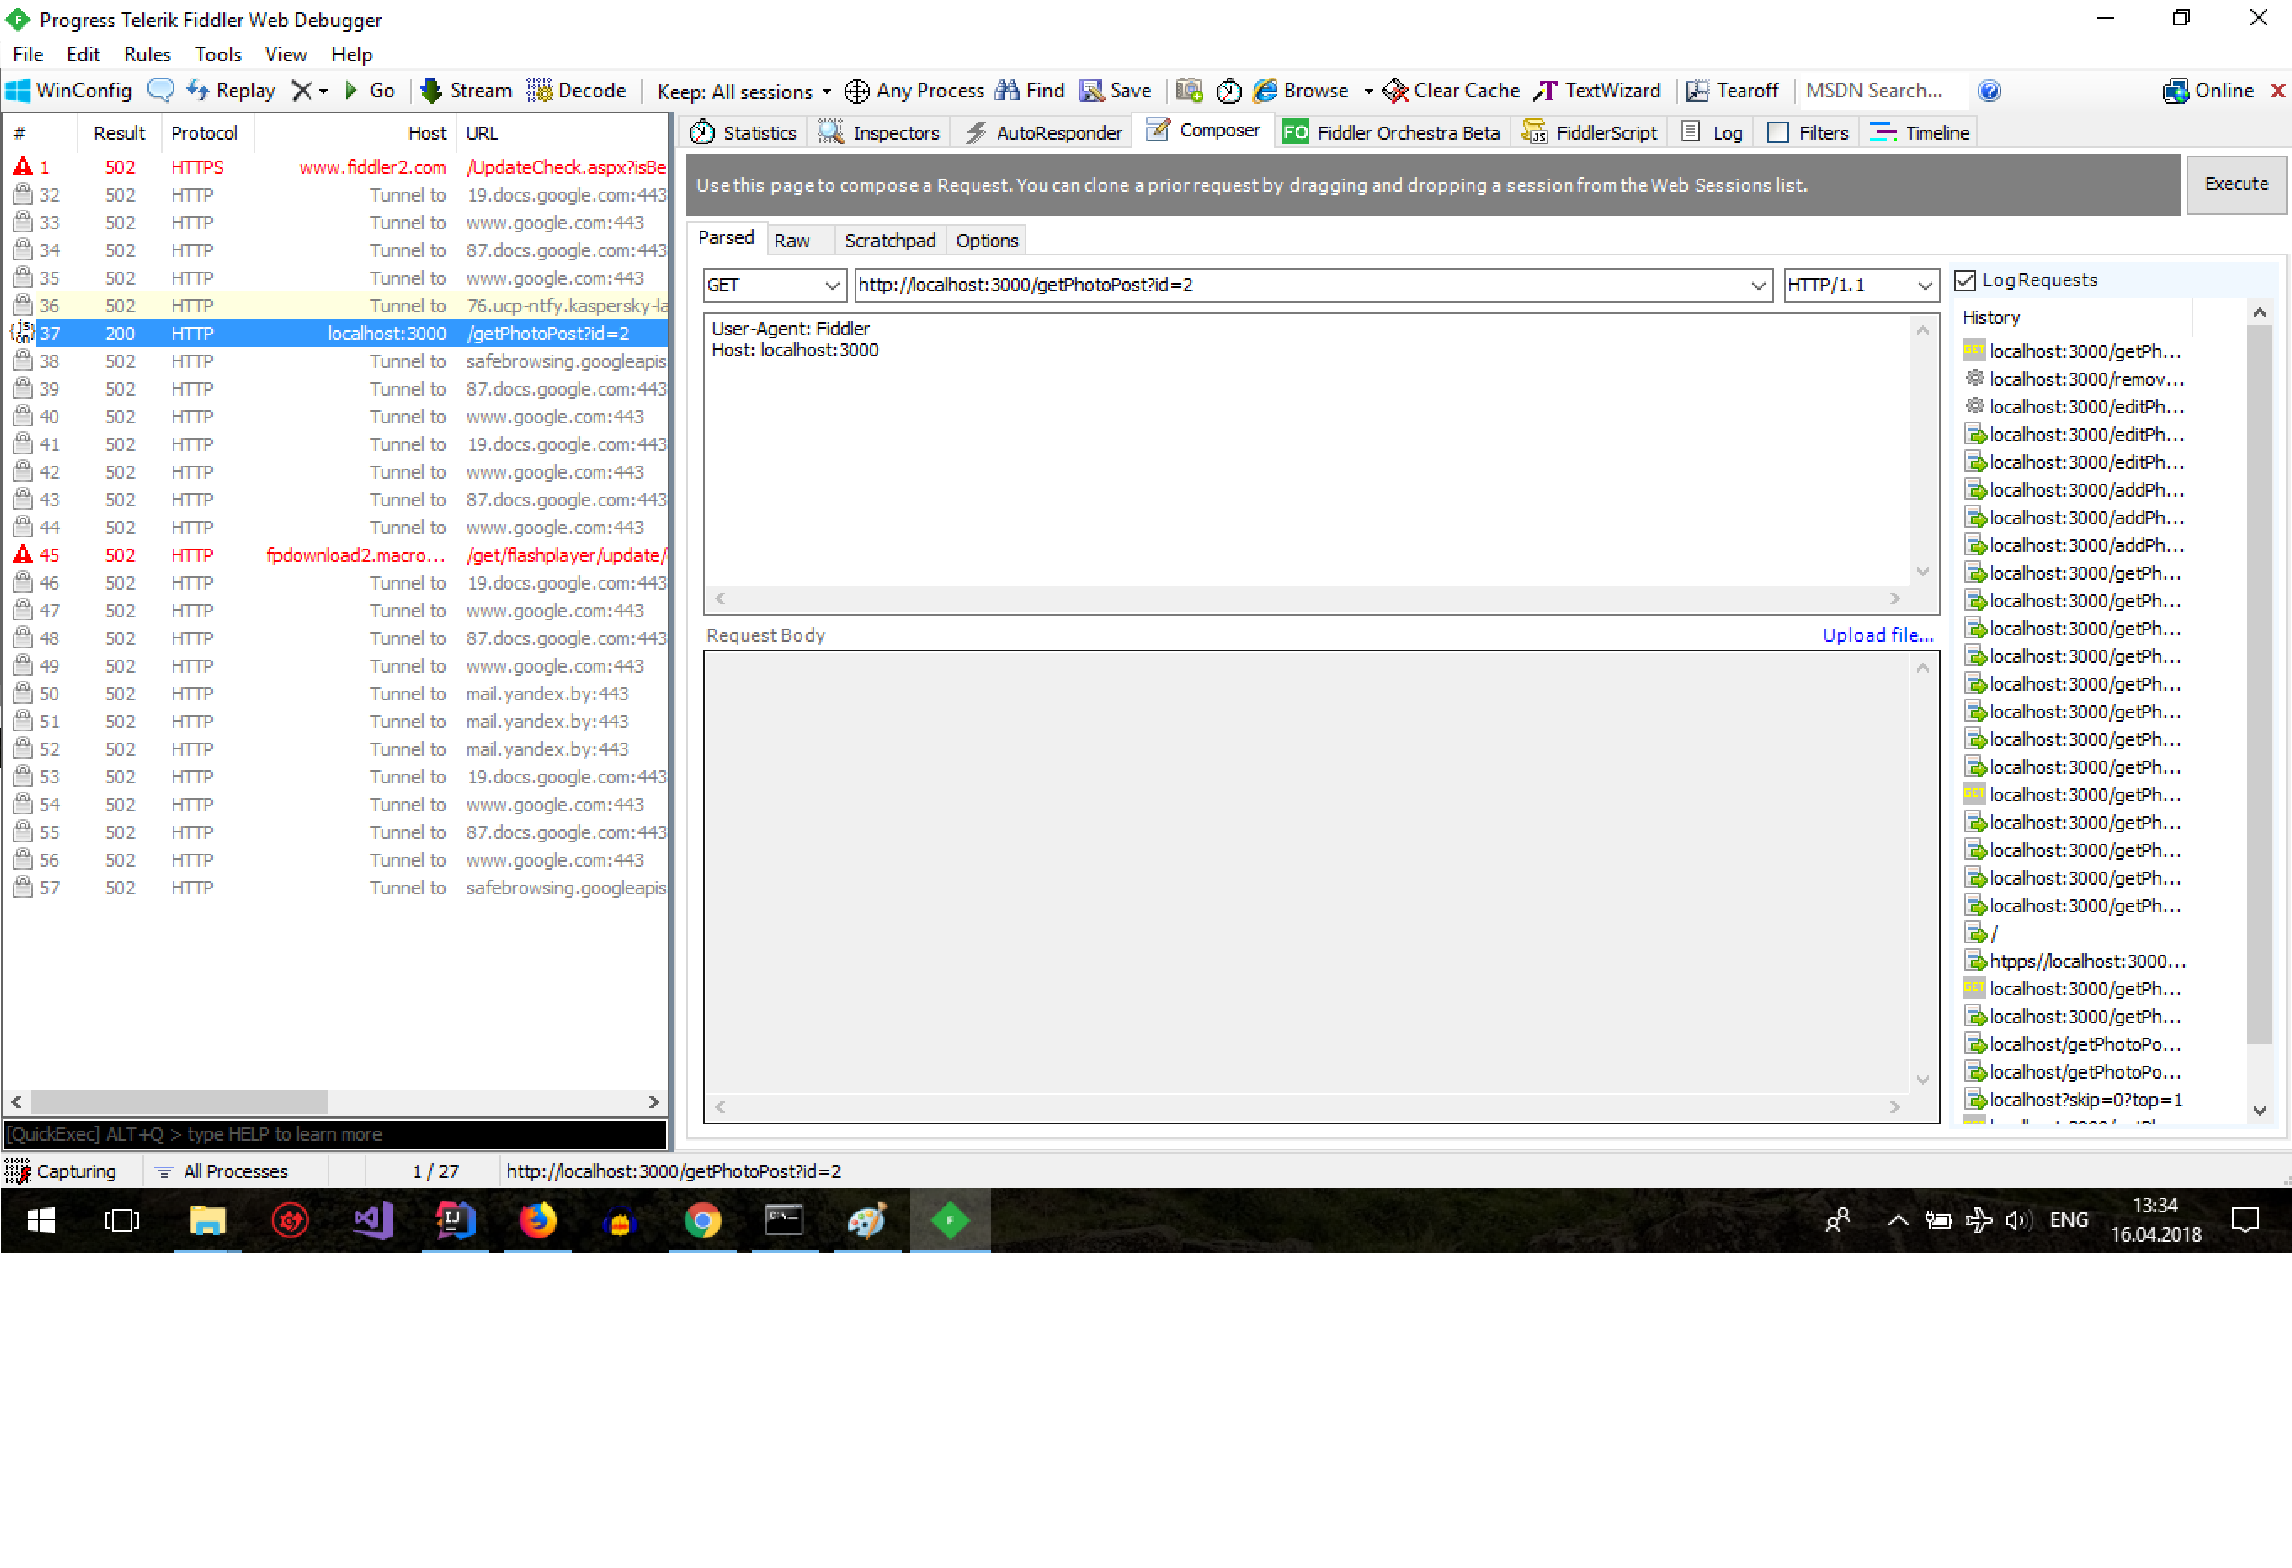 Progress Telerik Fiddler Web Debugger
File Edit Rules Tools View Help
WinConfig Replay Go Stream Decode Keep: All sessions Any Process Find Save Browse Clear Cache TextWizard Tearoff MSDN Search... Online
# Result Protocol Host URL
1 502 HTTPS www.fiddler2.com /UpdateCheck.aspx?isBe
32 502 HTTP Tunnel to 19.docs.google.com:443
33 502 HTTP Tunnel to www.google.com:443
34 502 HTTP Tunnel to 87.docs.google.com:443
35 502 HTTP Tunnel to www.google.com:443
36 502 HTTP Tunnel to 76.ucp-ntfy.kaspersky-la
37 200 HTTP localhost:3000 /getPhotoPost?id=2
38 502 HTTP Tunnel to safebrowsing.googleapis
39 502 HTTP Tunnel to 87.docs.google.com:443
40 502 HTTP Tunnel to www.google.com:443
41 502 HTTP Tunnel to 19.docs.google.com:443
42 502 HTTP Tunnel to www.google.com:443
43 502 HTTP Tunnel to 87.docs.google.com:443
44 502 HTTP Tunnel to www.google.com:443
45 502 HTTP fpdownload2.macro... /get/flashplayer/update/
46 502 HTTP Tunnel to 19.docs.google.com:443
47 502 HTTP Tunnel to www.google.com:443
48 502 HTTP Tunnel to 87.docs.google.com:443
49 502 HTTP Tunnel to www.google.com:443
50 502 HTTP Tunnel to mail.yandex.by:443
51 502 HTTP Tunnel to mail.yandex.by:443
52 502 HTTP Tunnel to mail.yandex.by:443
53 502 HTTP Tunnel to 19.docs.google.com:443
54 502 HTTP Tunnel to www.google.com:443
55 502 HTTP Tunnel to 87.docs.google.com:443
56 502 HTTP Tunnel to www.google.com:443
57 502 HTTP Tunnel to safebrowsing.googleapis
[QuickExec] ALT+Q > type HELP to learn more
Statistics Inspectors AutoResponder Composer FO Fiddler Orchestra Beta FiddlerScript Log Filters Timeline
Use this page to compose a Request. You can clone a prior request by dragging and dropping a session from the Web Sessions list.
Execute
Parsed Raw Scratchpad Options
GET http://localhost:3000/getPhotoPost?id=2 HTTP/1.1
User-Agent: Fiddler
Host: localhost:3000
Request Body Upload file...
Log Requests
History
GET localhost:3000/getPh...
localhost:3000/remov...
localhost:3000/editPh...
localhost:3000/editPh...
localhost:3000/editPh...
localhost:3000/addPh...
localhost:3000/addPh...
localhost:3000/addPh...
localhost:3000/getPh...
localhost:3000/getPh...
localhost:3000/getPh...
localhost:3000/getPh...
localhost:3000/getPh...
localhost:3000/getPh...
localhost:3000/getPh...
localhost:3000/getPh...
GET localhost:3000/getPh...
localhost:3000/getPh...
localhost:3000/getPh...
localhost:3000/getPh...
localhost:3000/getPh...
/
htpps//localhost:3000...
GET localhost:3000/getPh...
localhost:3000/getPh...
localhost/getPhotoPo...
localhost/getPhotoPo...
localhost?skip=0?top=1
Capturing All Processes 1 / 27 http://localhost:3000/getPhotoPost?id=2
ENG
13:34
16.04.2018